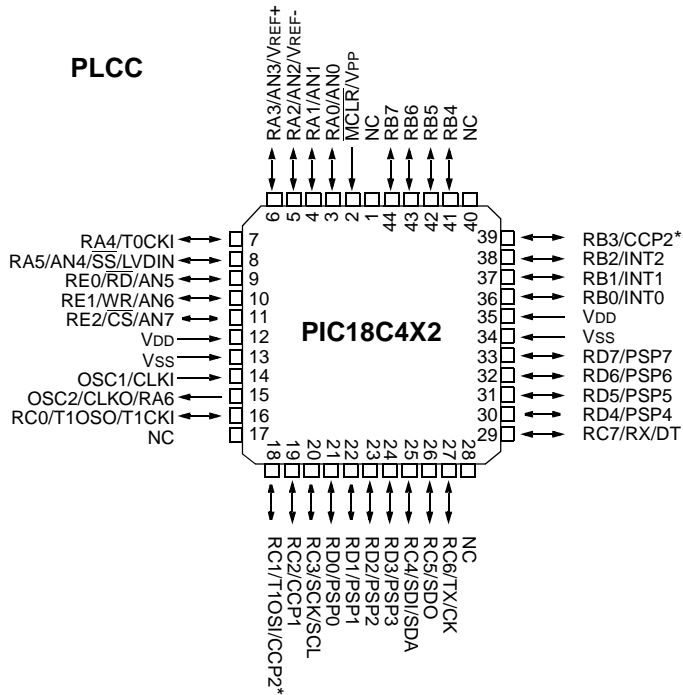 PLCC
RA3/AN3/VREF+
RA2/AN2/VREF-
RA1/AN1
RA0/AN0
MCLR/VPP
NC
RB7
RB6
RB5
RB4
NC
6
5
4
3
2
1
44
43
42
41
40
RA4/T0CKI 7
RA5/AN4/SS/LVDIN 8
RE0/RD/AN5 9
RE1/WR/AN6 10
RE2/CS/AN7 11
VDD 12
VSS 13
OSC1/CLKI 14
OSC2/CLKO/RA6 15
RC0/T1OSO/T1CKI 16
NC 17
PIC18C4X2
39 RB3/CCP2*
38 RB2/INT2
37 RB1/INT1
36 RB0/INT0
35 VDD
34 VSS
33 RD7/PSP7
32 RD6/PSP6
31 RD5/PSP5
30 RD4/PSP4
29 RC7/RX/DT
18
19
20
21
22
23
24
25
26
27
28
RC1/T1OSI/CCP2*
RC2/CCP1
RC3/SCK/SCL
RD0/PSP0
RD1/PSP1
RD2/PSP2
RD3/PSP3
RC4/SDI/SDA
RC5/SDO
RC6/TX/CK
NC